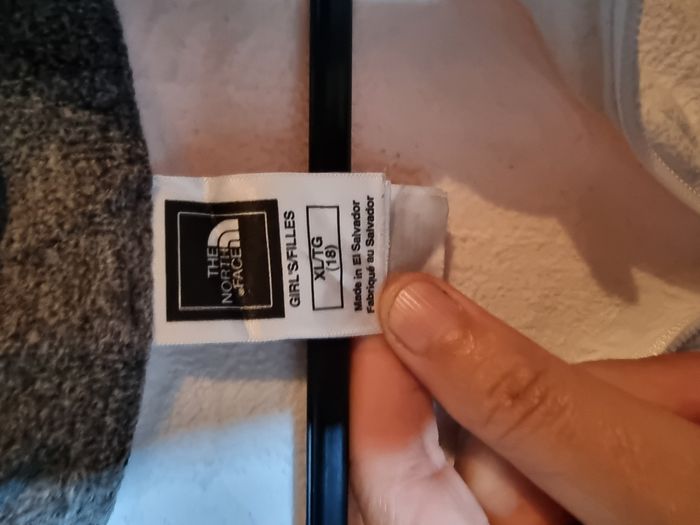 THE
NORTH
FACE
GIRL'S/FILLES
XL/TG
(18)
Made in El Salvador
Fabriqué au Salvador